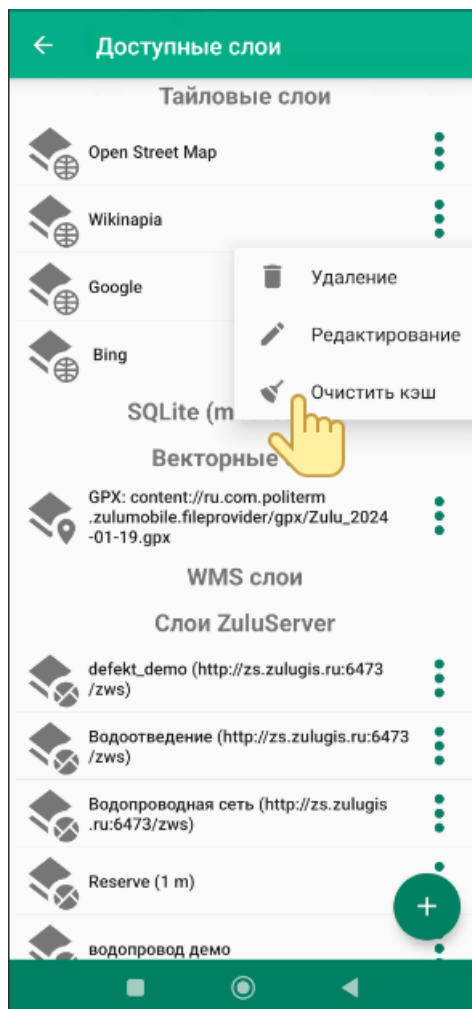 Доступные слои
Тайловые слои
Open Street Map
Wikinapia
Google
Bing
Удаление
Редактирование
Очистить кэш
SQLite (m
Векторные
GPX: content://ru.com.politerm
.zulumobile.fileprovider/gpx/Zulu_2024
-01-19.gpx
WMS слои
Слои ZuluServer
defekt_demo (http://zs.zulugis.ru:6473
/zws)
Водоотведение (http://zs.zulugis.ru:6473
/zws)
Водопроводная сеть (http://zs.zulugis
.ru:6473/zws)
Reserve (1 m)
водопровод демо